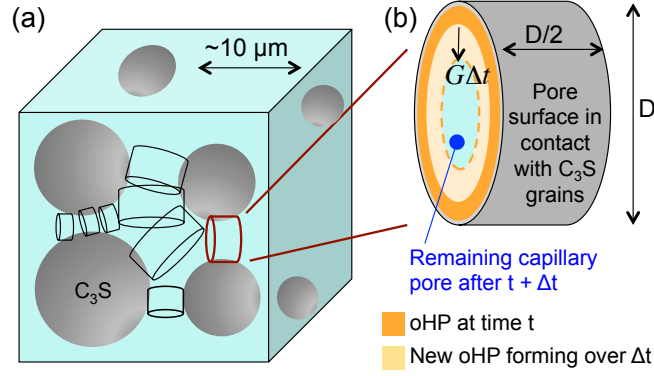 (a)
~10 µm
C₃S
(b)
D/2
GΔt
D
Pore
surface in
contact
with C₃S
grains
Remaining capillary
pore after t + Δt
oHP at time t
New oHP forming over Δt